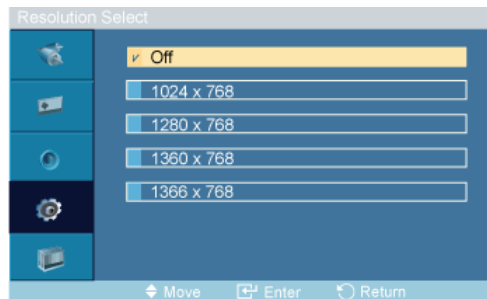 Resolution Select
Off
1024 x 768
1280 x 768
1360 x 768
1366 x 768
Move Enter Return